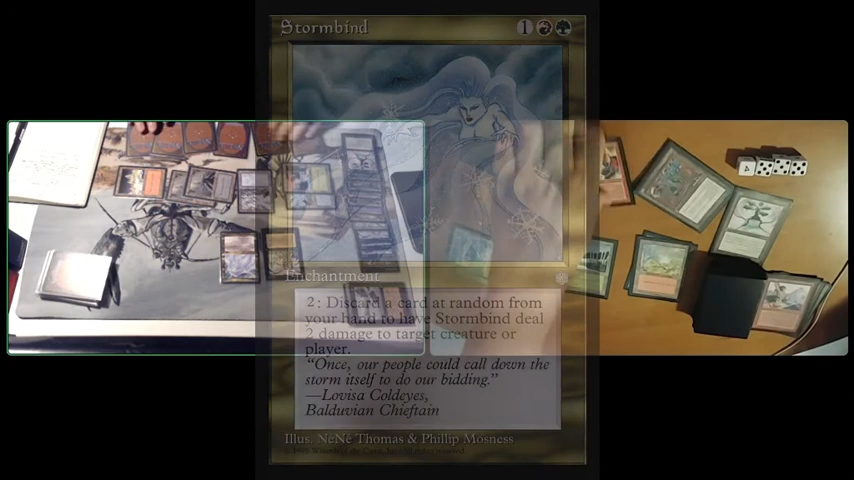 Stormbind
1
Enchantment
2: Discard a card at random from
your hand to have Stormbind deal
2 damage to target creature or
player.
"Once, our people could call down the
storm itself to do our bidding."
—Lovisa Coldeyes,
Balduvian Chieftain
Illus. NéNé Thomas & Phillip Mosness
4